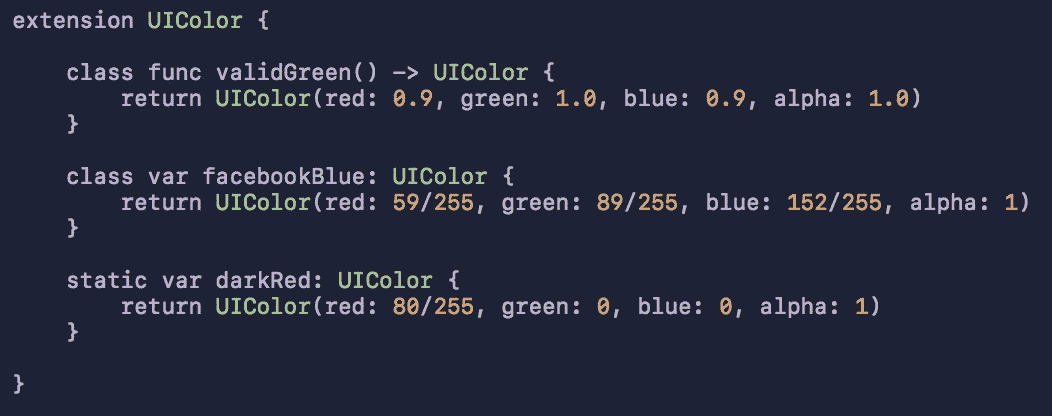 extension UIColor {
class func validGreen() -> UIColor {
return UIColor(red: 0.9, green: 1.0, blue: 0.9, alpha: 1.0)
}
class var facebookBlue: UIColor {
return UIColor(red: 59/255, green: 89/255, blue: 152/255, alpha: 1)
}
static var darkRed: UIColor {
return UIColor(red: 80/255, green: 0, blue: 0, alpha: 1)
}
}